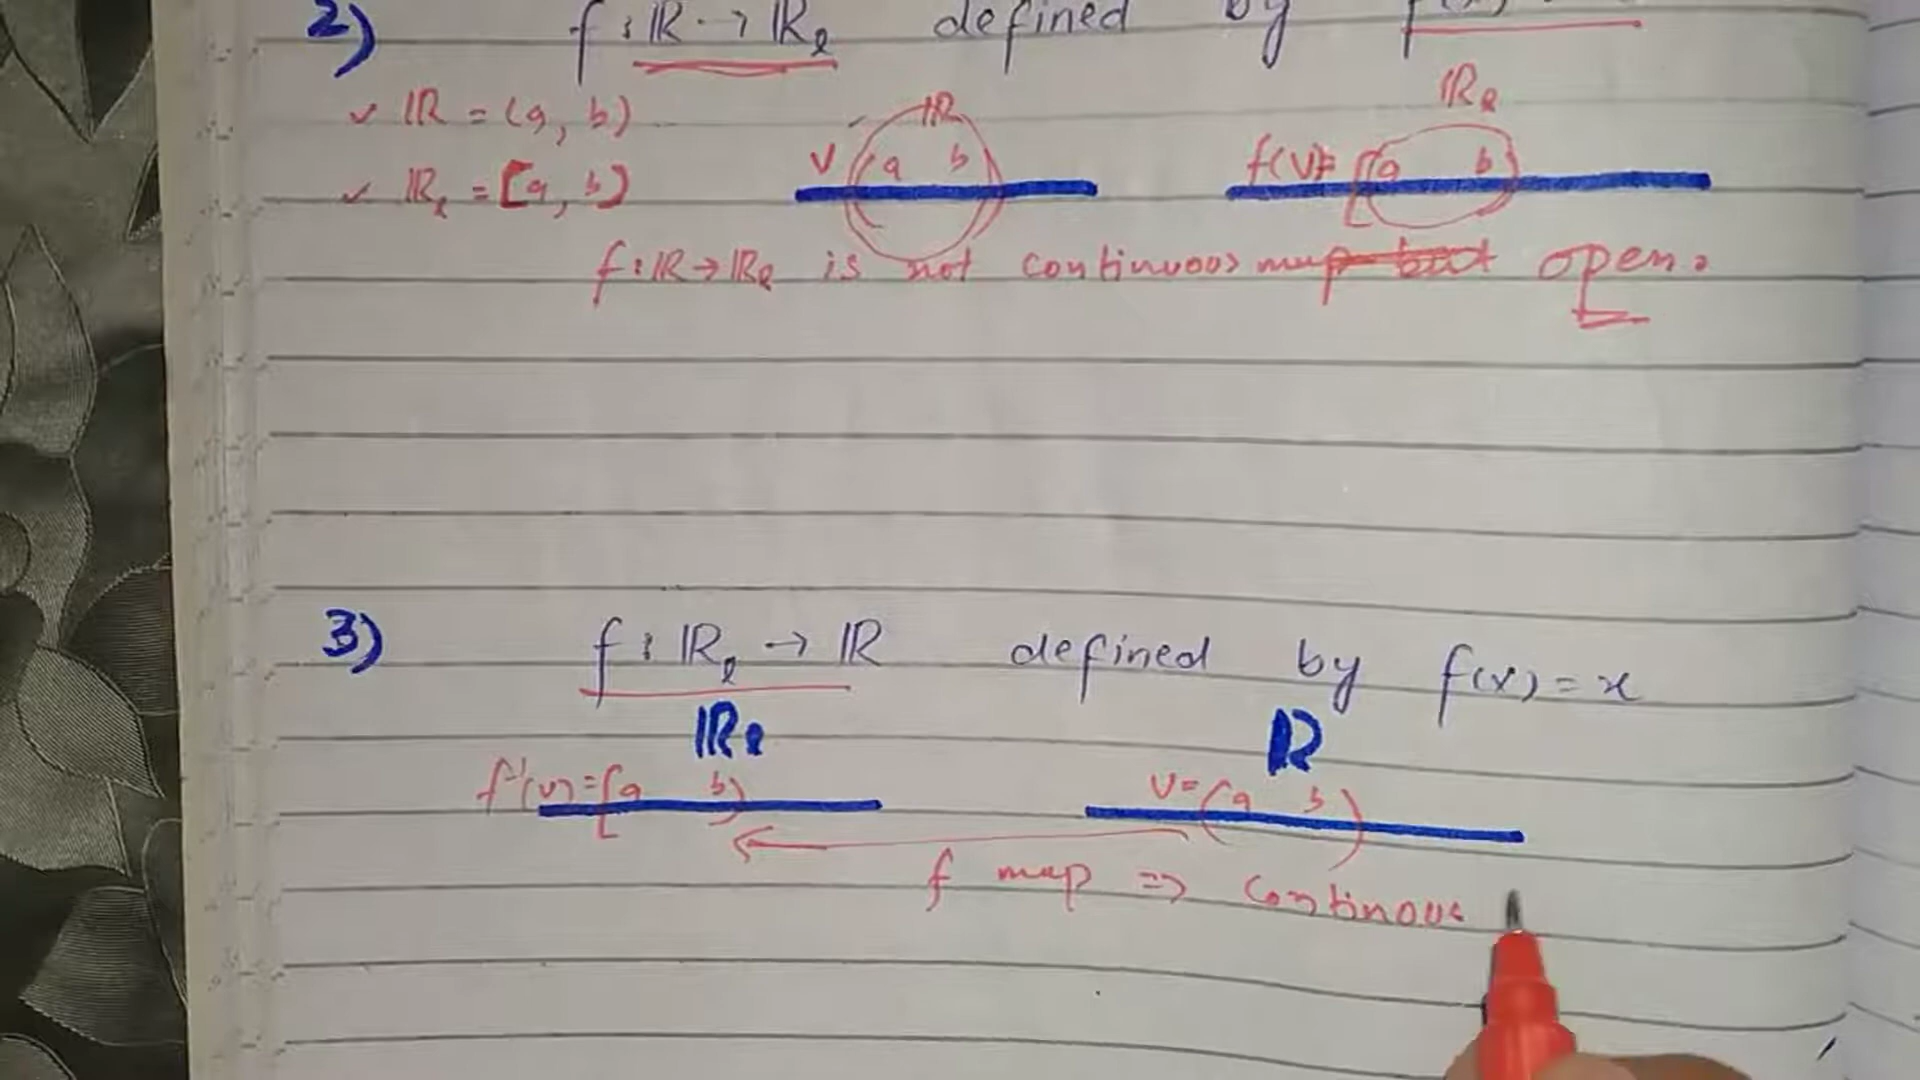 2) f : ℝ → ℝₗ defined by f(x)
✓ ℝ = (a, b)
✓ ℝₗ = [a, b)
ℝ
V (a b)
ℝₗ
f(V)= [a b)
f : ℝ → ℝₗ is not continuous map but open.
3) f : ℝₗ → ℝ defined by f(x) = x
ℝₗ
ℝ
f⁻¹(v) = [a b)
V = (a b)
f map => continous